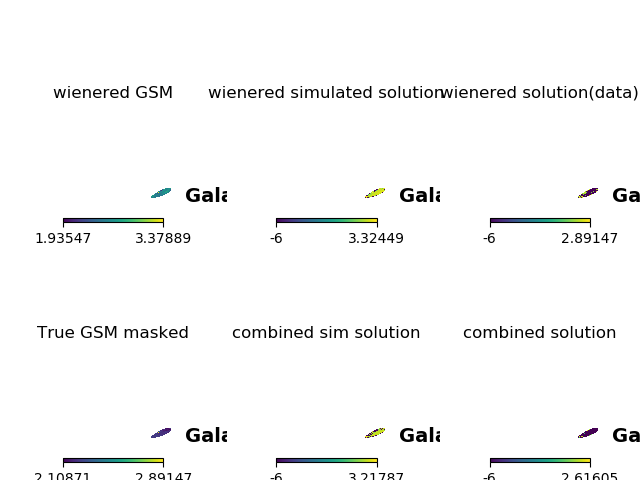 wienered GSM wienered simulated solution wienered solution(data)
Gala Gala Ga
1.93547 3.37889 -6 3.32449 -6 2.89147
True GSM masked combined sim solution combined solution
Gala Gala Ga
2.10871 2.89147 -6 3.21787 -6 2.61605